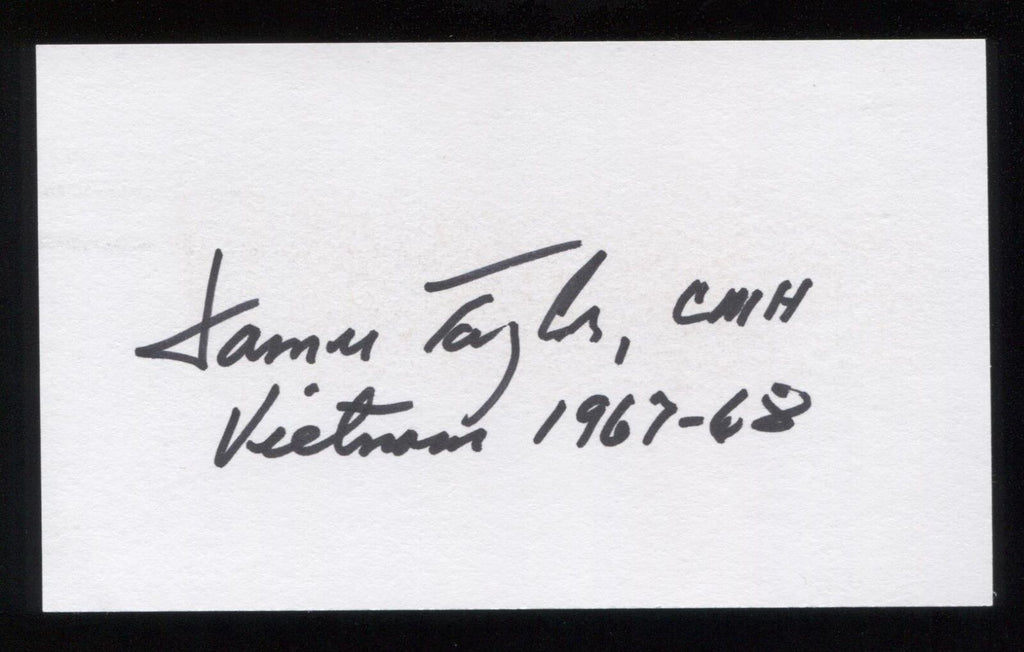 James Taylor, CMH
Vietnam 1967-68